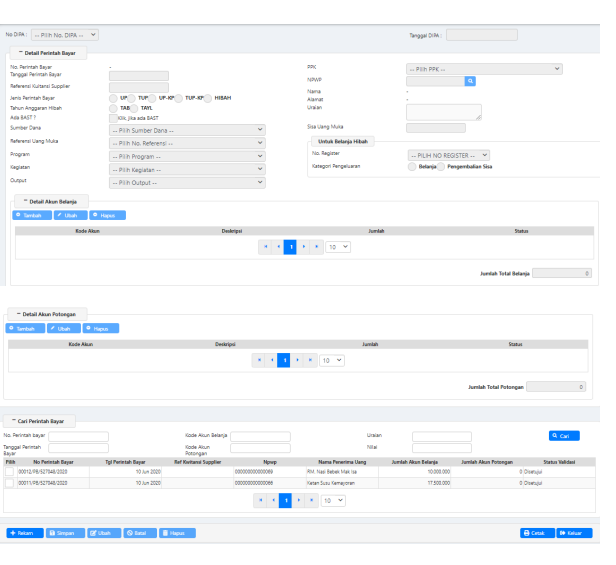 No DIPA : -- Pilih No. DIPA -- Tanggal DIPA :
Detail Perintah Bayar
No. Perintah Bayar -
Tanggal Perintah Bayar
Referensi Kuitansi Supplier
Jenis Perintah Bayar UP TUP UP-KP TUP-KP HIBAH
Tahun Anggaran Hibah TAB TAYL
Ada BAST ? Klik, jika ada BAST
Sumber Dana -- Pilih Sumber Dana --
Referensi Uang Muka -- Pilih No. Referensi --
Program -- Pilih Program --
Kegiatan -- Pilih Kegiatan --
Output -- Pilih Output --
PPK -- Pilih PPK --
NPWP
Nama -
Alamat -
Uraian
Sisa Uang Muka
Untuk Belanja Hibah
No. Register -- PILIH NO REGISTER --
Kategori Pengeluaran Belanja Pengembalian Sisa
Detail Akun Belanja
Tambah Ubah Hapus
Kode Akun Deskripsi Jumlah Status
1 10
Jumlah Total Belanja 0
Detail Akun Potongan
Tambah Ubah Hapus
Kode Akun Deskripsi Jumlah Status
1 10
Jumlah Total Potongan 0
Cari Perintah Bayar
No. Perintah bayar Kode Akun Belanja Uraian Cari
Tanggal Perintah Bayar Kode Akun Potongan Nilai
Pilih No Perintah Bayar Tgl Perintah Bayar Ref Kwitansi Supplier Npwp Nama Penerima Uang Jumlah Akun Belanja Jumlah Akun Potongan Status Validasi
00012/PB/527048/2020 10 Jun 2020 000000000000069 RM. Nasi Bebek Mak Isa 10.000.000 0 Disetujui
00011/PB/527048/2020 10 Jun 2020 000000000000066 Ketan Susu Kemayoran 17.500.000 0 Disetujui
1 10
Rekam Simpan Ubah Batal Hapus Cetak Keluar